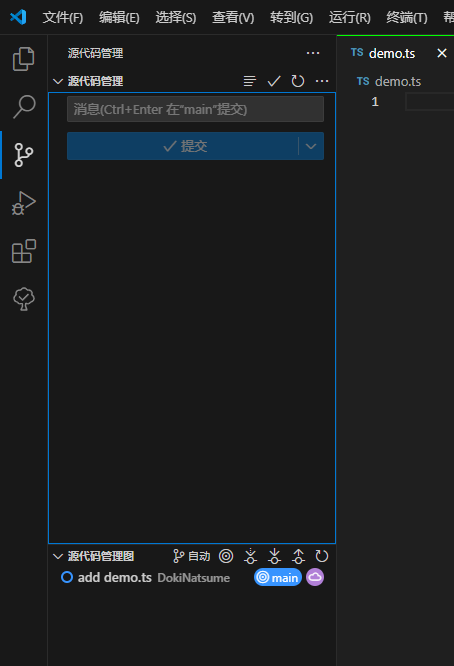 文件(F) 编辑(E) 选择(S) 查看(V) 转到(G) 运行(R) 终端(T)
源代码管理
TS demo.ts
源代码管理
TS demo.ts
消息(Ctrl+Enter 在"main"提交)
1
提交
源代码管理图 自动
add demo.ts DokiNatsume main